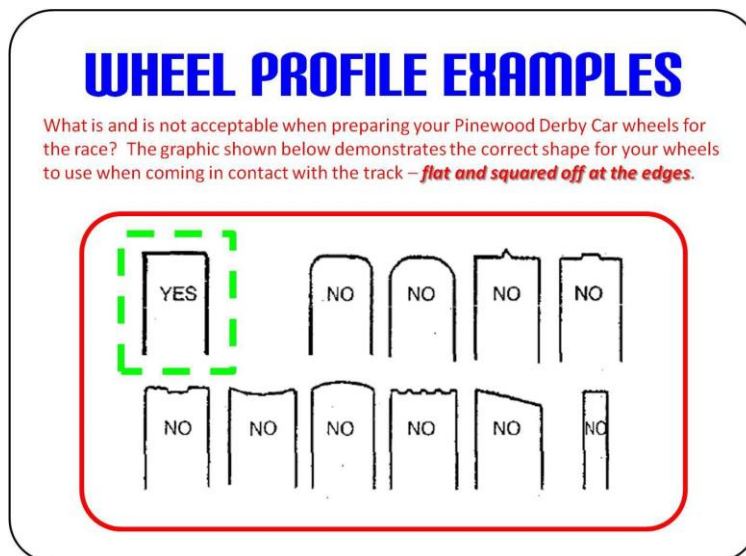 WHEEL PROFILE EXAMPLES
What is and is not acceptable when preparing your Pinewood Derby Car wheels for
the race?  The graphic shown below demonstrates the correct shape for your wheels
to use when coming in contact with the track – flat and squared off at the edges.
YES NO NO NO NO
NO NO NO NO NO NO